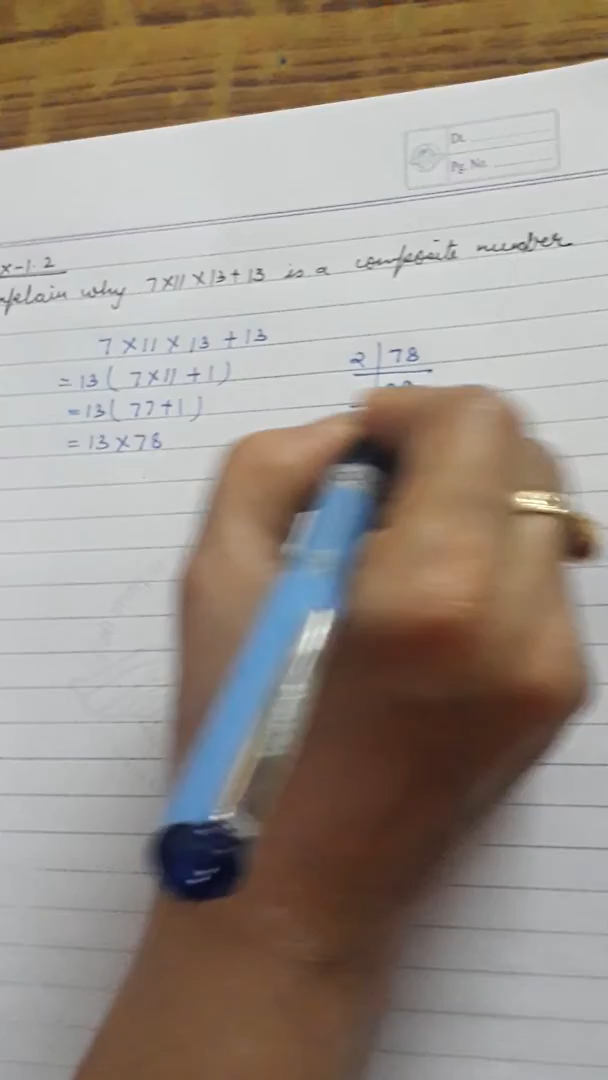 Dt.
Pg. No.
x-1.2
xplain why 7×11×13+13 is a composite number
7×11×13+13
=13(7×11+1)
=13(77+1)
=13×78
2 78